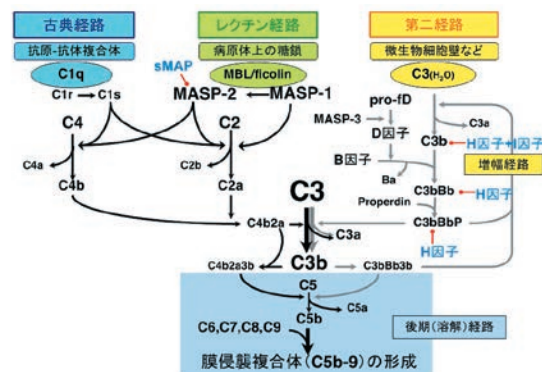 古典経路
レクチン経路
第二経路
抗原-抗体複合体
病原体上の糖鎖
微生物細胞壁など
C1q
sMAP
MBL/ficolin
C3(H₂O)
C1r
C1s
MASP-2
MASP-1
pro-fD
C3a
MASP-3
C4
C2
D因子
C3b
H因子+I因子
B因子
増幅経路
C4a
C2b
Ba
C4b
C2a
C3bBb
H因子
C3
Properdin
C4b2a
C3a
C3bBbP
H因子
C4b2a3b
C3b
C3bBb3b
C5
C5a
C5b
C6,C7,C8,C9
後期(溶解)経路
膜侵襲複合体(C5b-9)の形成